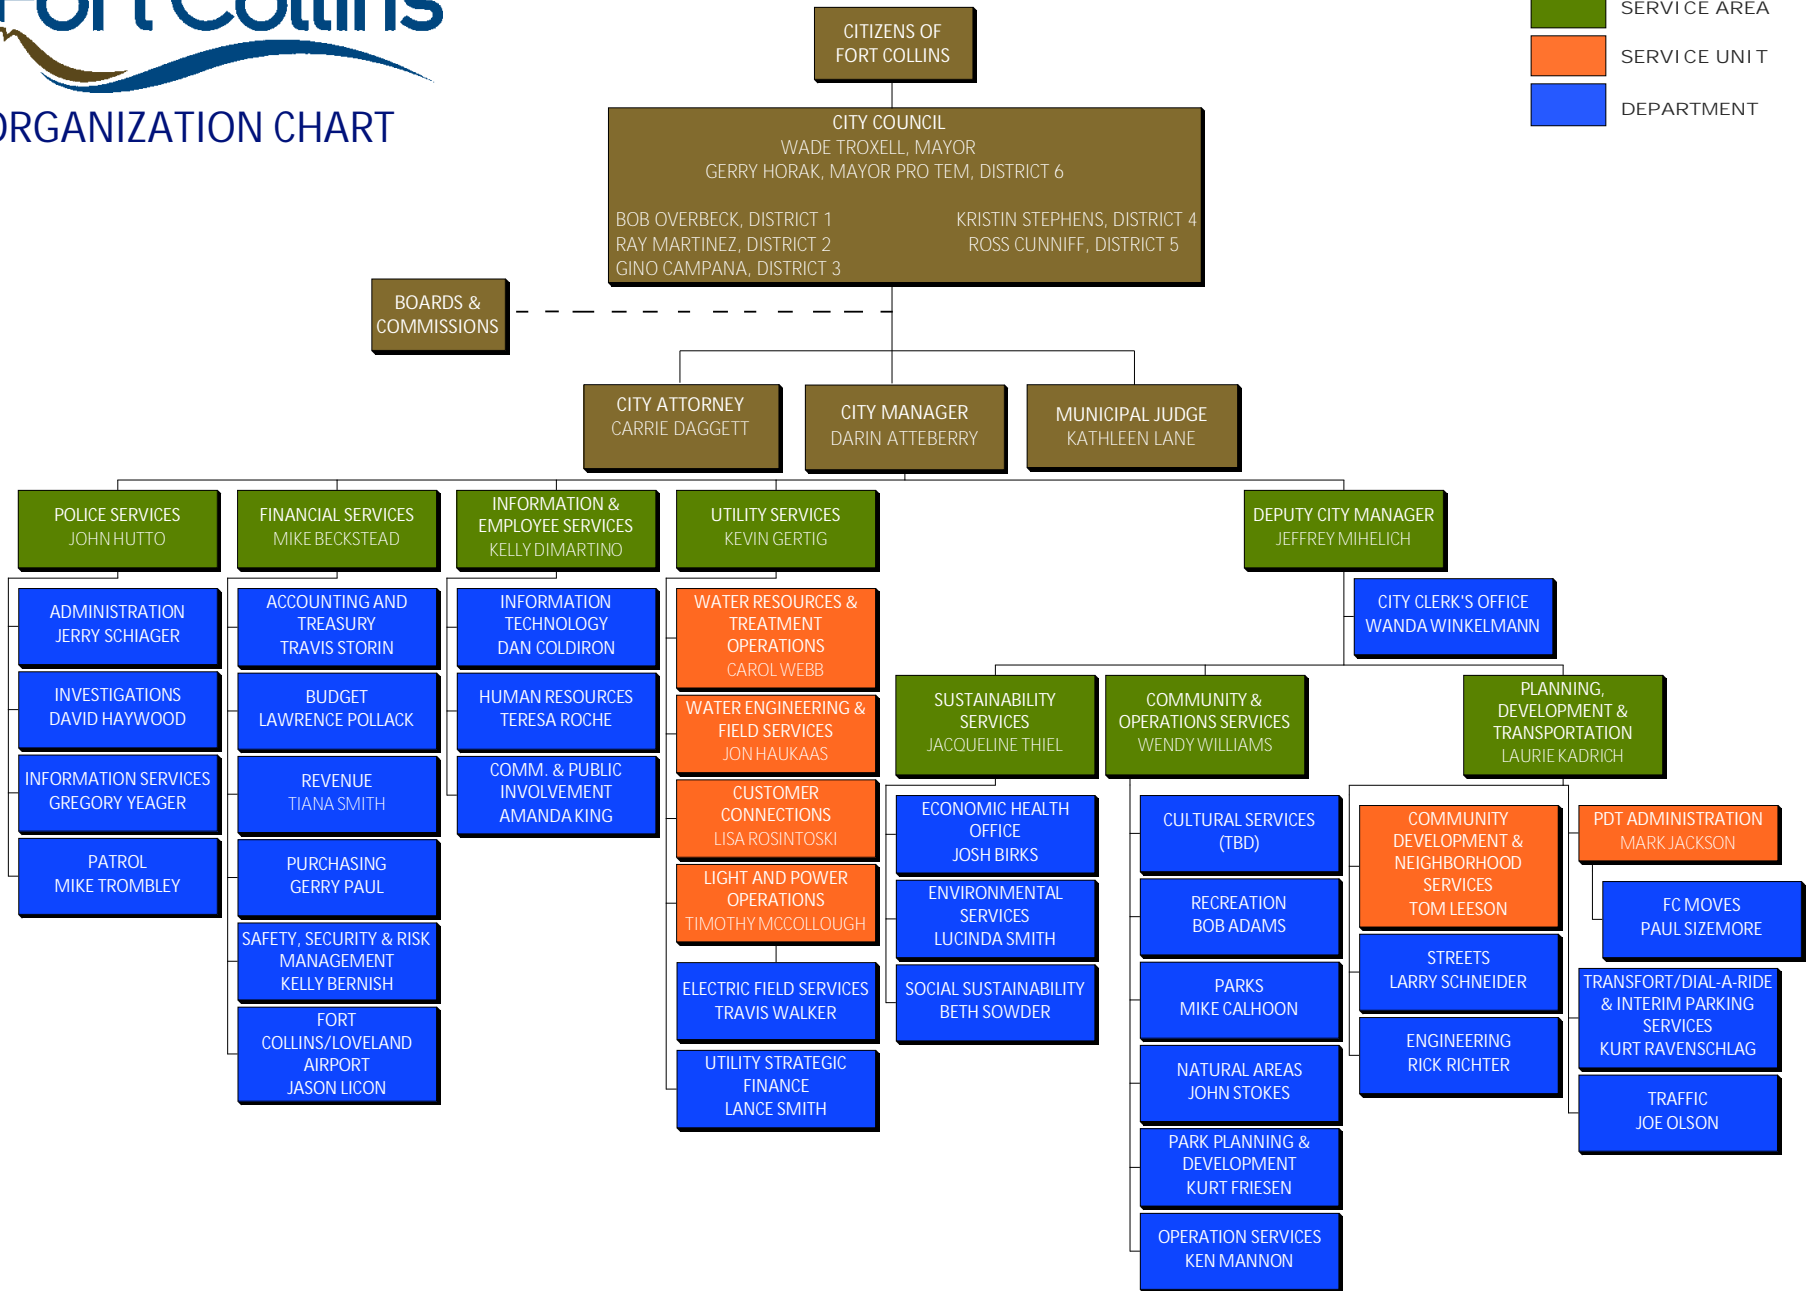 Fort Collins
ORGANIZATION CHART
SERVICE AREA
SERVICE UNIT
DEPARTMENT
CITIZENS OF
FORT COLLINS
CITY COUNCIL
WADE TROXELL, MAYOR
GERRY HORAK, MAYOR PRO TEM, DISTRICT 6
BOB OVERBECK, DISTRICT 1
RAY MARTINEZ, DISTRICT 2
GINO CAMPANA, DISTRICT 3
KRISTIN STEPHENS, DISTRICT 4
ROSS CUNNIFF, DISTRICT 5
BOARDS &
COMMISSIONS
CITY ATTORNEY
CARRIE DAGGETT
CITY MANAGER
DARIN ATTEBERRY
MUNICIPAL JUDGE
KATHLEEN LANE
POLICE SERVICES
JOHN HUTTO
ADMINISTRATION
JERRY SCHIAGER
INVESTIGATIONS
DAVID HAYWOOD
INFORMATION SERVICES
GREGORY YEAGER
PATROL
MIKE TROMBLEY
FINANCIAL SERVICES
MIKE BECKSTEAD
ACCOUNTING AND
TREASURY
TRAVIS STORIN
BUDGET
LAWRENCE POLLACK
REVENUE
TIANA SMITH
PURCHASING
GERRY PAUL
SAFETY, SECURITY & RISK
MANAGEMENT
KELLY BERNISH
FORT
COLLINS/LOVELAND
AIRPORT
JASON LICON
INFORMATION &
EMPLOYEE SERVICES
KELLY DIMARTINO
INFORMATION
TECHNOLOGY
DAN COLDIRON
HUMAN RESOURCES
TERESA ROCHE
COMM. & PUBLIC
INVOLVEMENT
AMANDA KING
UTILITY SERVICES
KEVIN GERTIG
WATER RESOURCES &
TREATMENT
OPERATIONS
CAROL WEBB
WATER ENGINEERING &
FIELD SERVICES
JON HAUKAAS
CUSTOMER
CONNECTIONS
LISA ROSINTOSKI
LIGHT AND POWER
OPERATIONS
TIMOTHY MCCOLLOUGH
ELECTRIC FIELD SERVICES
TRAVIS WALKER
UTILITY STRATEGIC
FINANCE
LANCE SMITH
DEPUTY CITY MANAGER
JEFFREY MIHELICH
CITY CLERK'S OFFICE
WANDA WINKELMANN
SUSTAINABILITY
SERVICES
JACQUELINE THIEL
ECONOMIC HEALTH
OFFICE
JOSH BIRKS
ENVIRONMENTAL
SERVICES
LUCINDA SMITH
SOCIAL SUSTAINABILITY
BETH SOWDER
COMMUNITY &
OPERATIONS SERVICES
WENDY WILLIAMS
CULTURAL SERVICES
(TBD)
RECREATION
BOB ADAMS
PARKS
MIKE CALHOON
NATURAL AREAS
JOHN STOKES
PARK PLANNING &
DEVELOPMENT
KURT FRIESEN
OPERATION SERVICES
KEN MANNON
PLANNING,
DEVELOPMENT &
TRANSPORTATION
LAURIE KADRICH
COMMUNITY
DEVELOPMENT &
NEIGHBORHOOD
SERVICES
TOM LEESON
STREETS
LARRY SCHNEIDER
ENGINEERING
RICK RICHTER
PDT ADMINISTRATION
MARK JACKSON
FC MOVES
PAUL SIZEMORE
TRANSFORT/DIAL-A-RIDE
& INTERIM PARKING
SERVICES
KURT RAVENSCHLAG
TRAFFIC
JOE OLSON